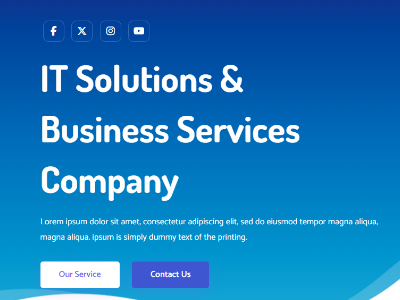 IT Solutions &
Business Services
Company
Lorem ipsum dolor sit amet, consectetur adipiscing elit, sed do eiusmod tempor magna aliqua,
magna aliqua. ipsum is simply dummy text of the printing.
Our Service
Contact Us